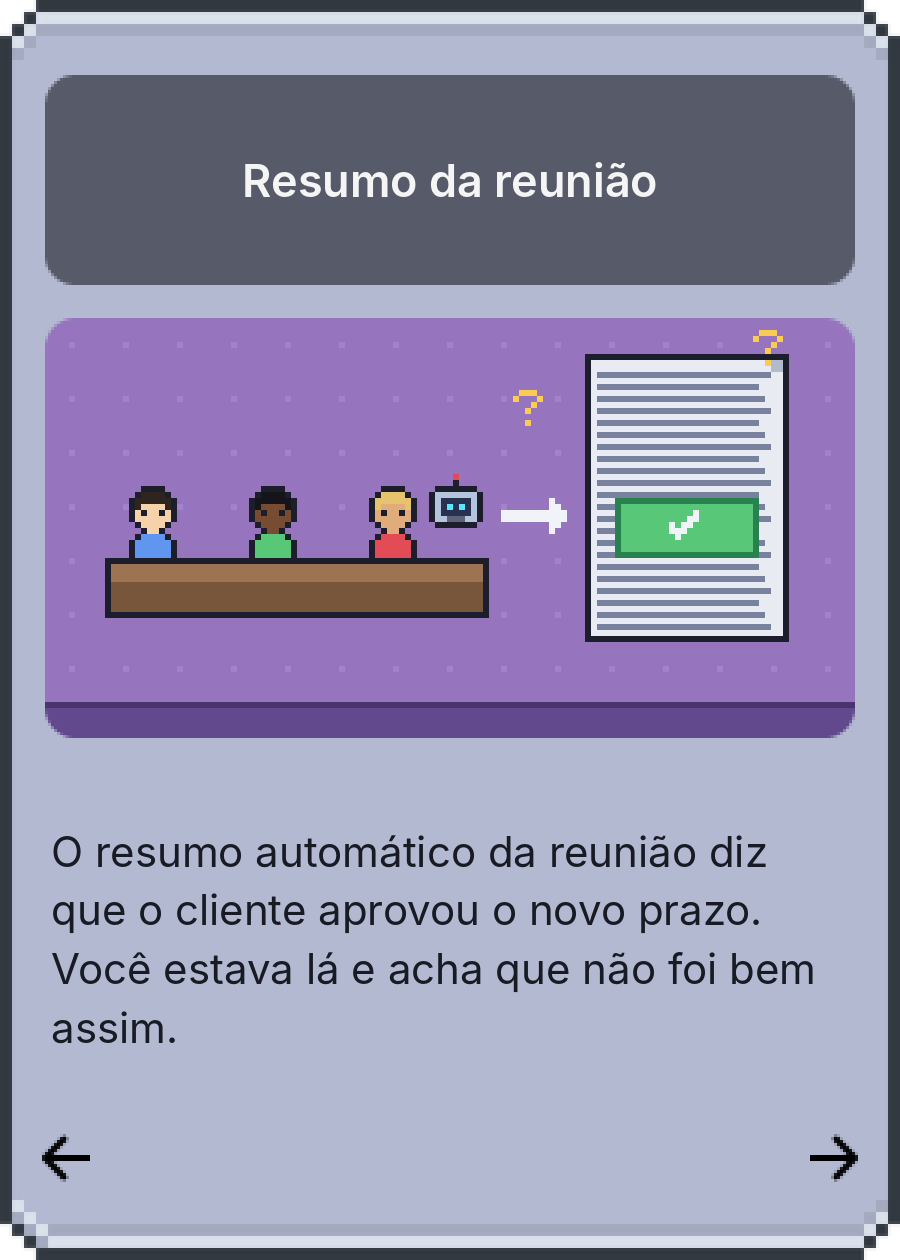 Resumo da reunião
O resumo automático da reunião diz
que o cliente aprovou o novo prazo.
Você estava lá e acha que não foi bem
assim.